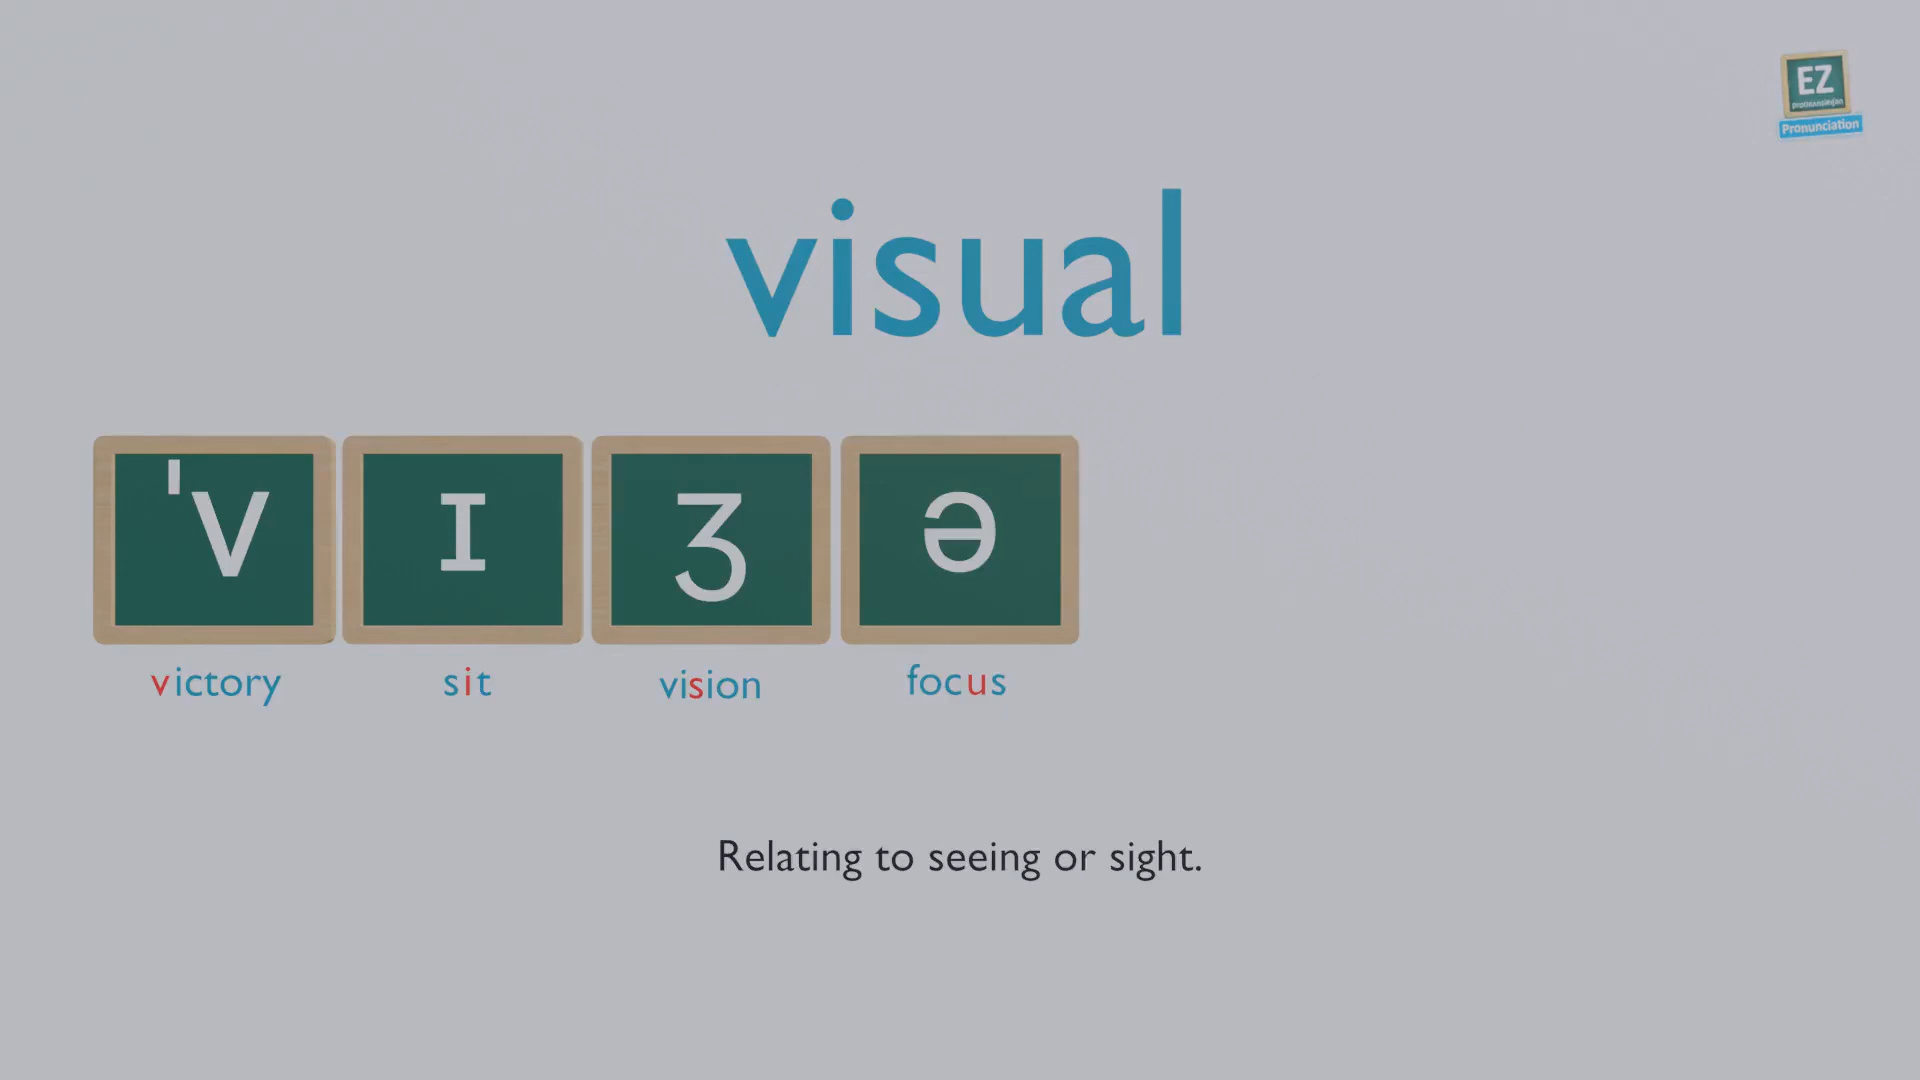 EZ
Pronunciation
visual
ˈv ɪ ʒ ə
victory sit vision focus
Relating to seeing or sight.